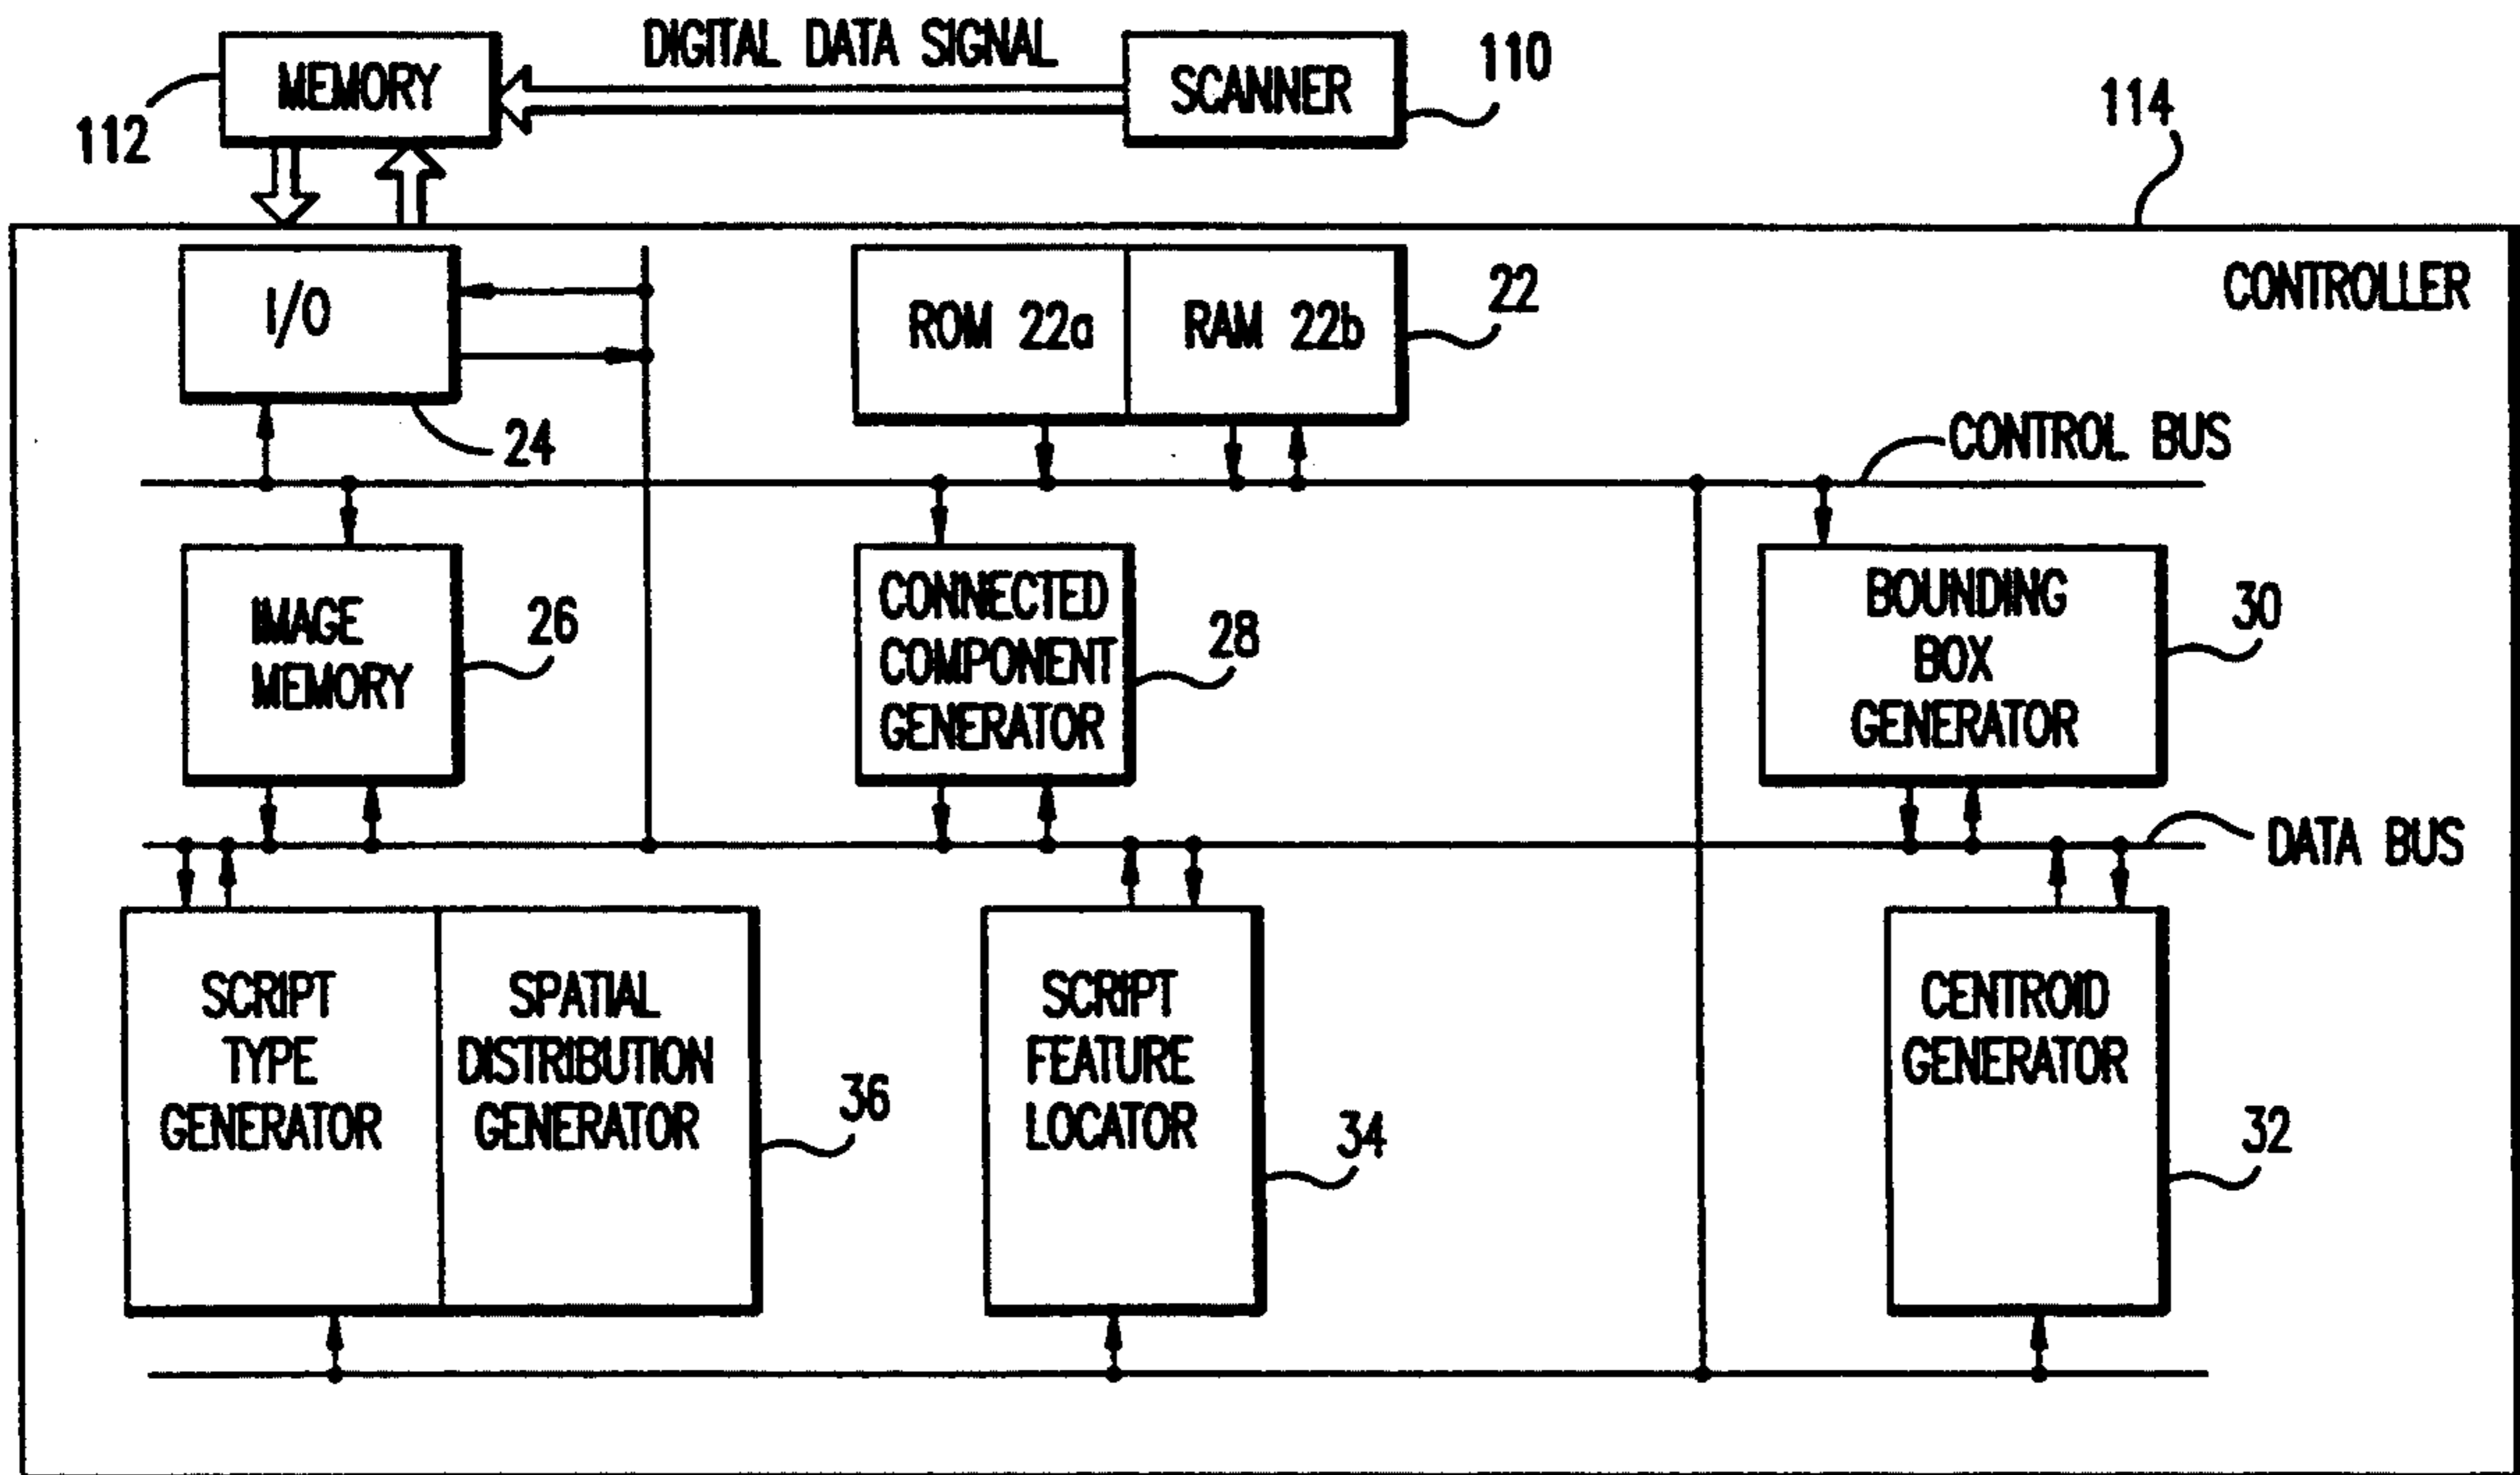 DIGITAL DATA SIGNAL
MEMORY
SCANNER
110
112
114
I/O
ROM 22a
RAM 22b
22
CONTROLLER
24
CONTROL BUS
IMAGE
MEMORY
26
CONNECTED
COMPONENT
GENERATOR
28
BOUNDING
BOX
GENERATOR
30
DATA BUS
SCRIPT
TYPE
GENERATOR
SPATIAL
DISTRIBUTION
GENERATOR
36
SCRIPT
FEATURE
LOCATOR
34
CENTROID
GENERATOR
32